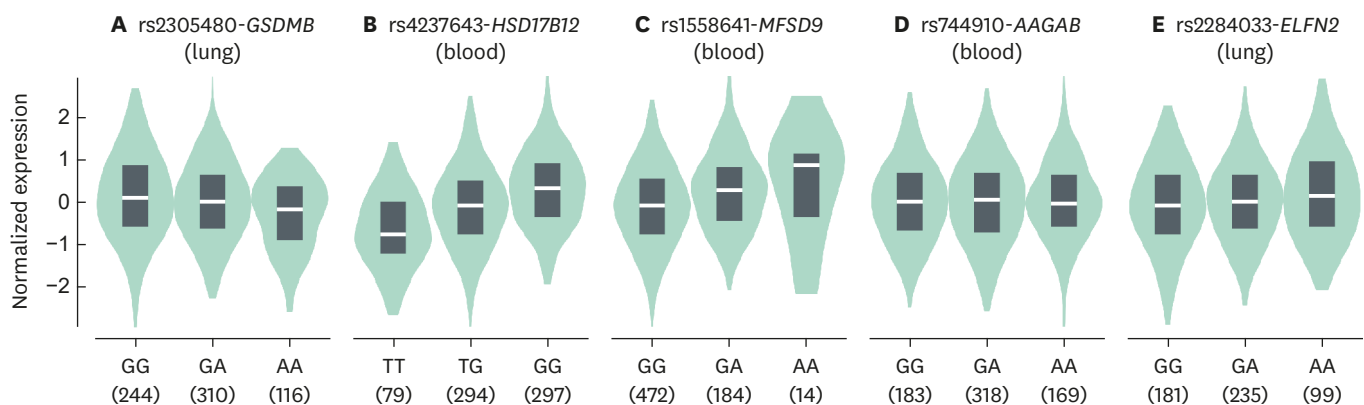 A rs2305480-GSDMB
(lung)
B rs4237643-HSD17B12
(blood)
C rs1558641-MFSD9
(blood)
D rs744910-AAGAB
(blood)
E rs2284033-ELFN2
(lung)
Normalized expression
2
1
0
−1
−2
GG GA AA
(244) (310) (116)
TT TG GG
(79) (294) (297)
GG GA AA
(472) (184) (14)
GG GA AA
(183) (318) (169)
GG GA AA
(181) (235) (99)